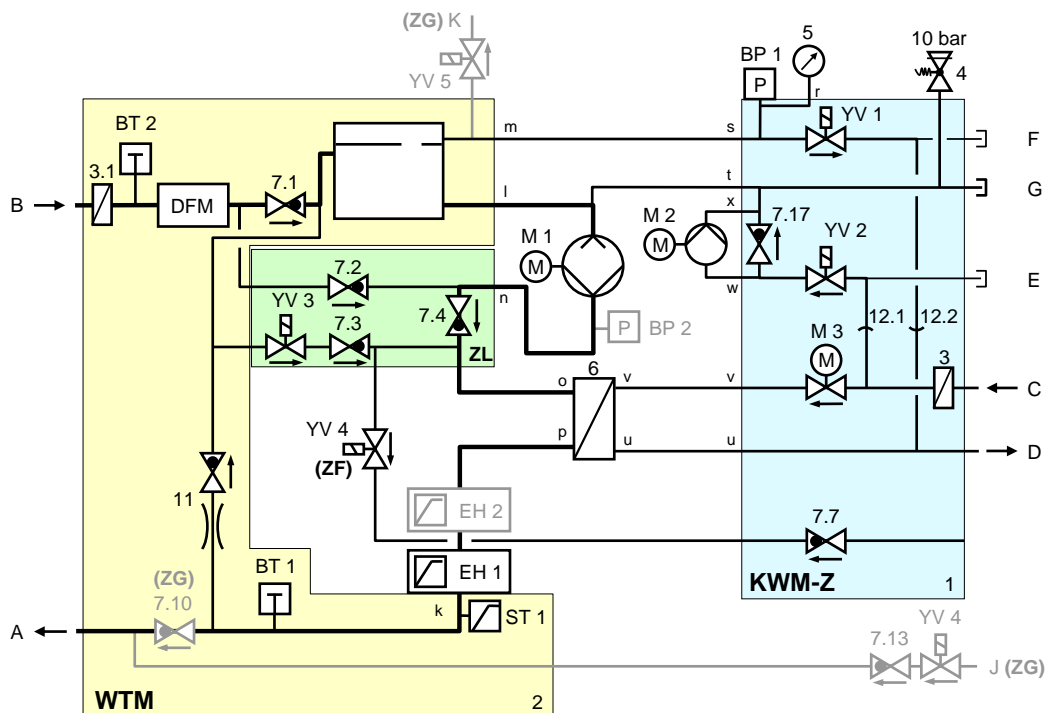 (ZG) K
YV 5
5
10 bar
4
BP 1
P
r
BT 2
m
s
YV 1
F
3.1
7.1
B
DFM
l
t
G
x
7.17
M 2
M
M 1
M
YV 2
E
w
7.2
n
YV 3
7.4
7.3
ZL
P
BP 2
12.1
12.2
M 3
M
3
6
o
v
v
C
p
u
u
D
YV 4
(ZF)
11
EH 2
7.7
EH 1
KWM-Z
1
BT 1
(ZG)
7.10
k
ST 1
A
YV 4
7.13
J (ZG)
WTM
2